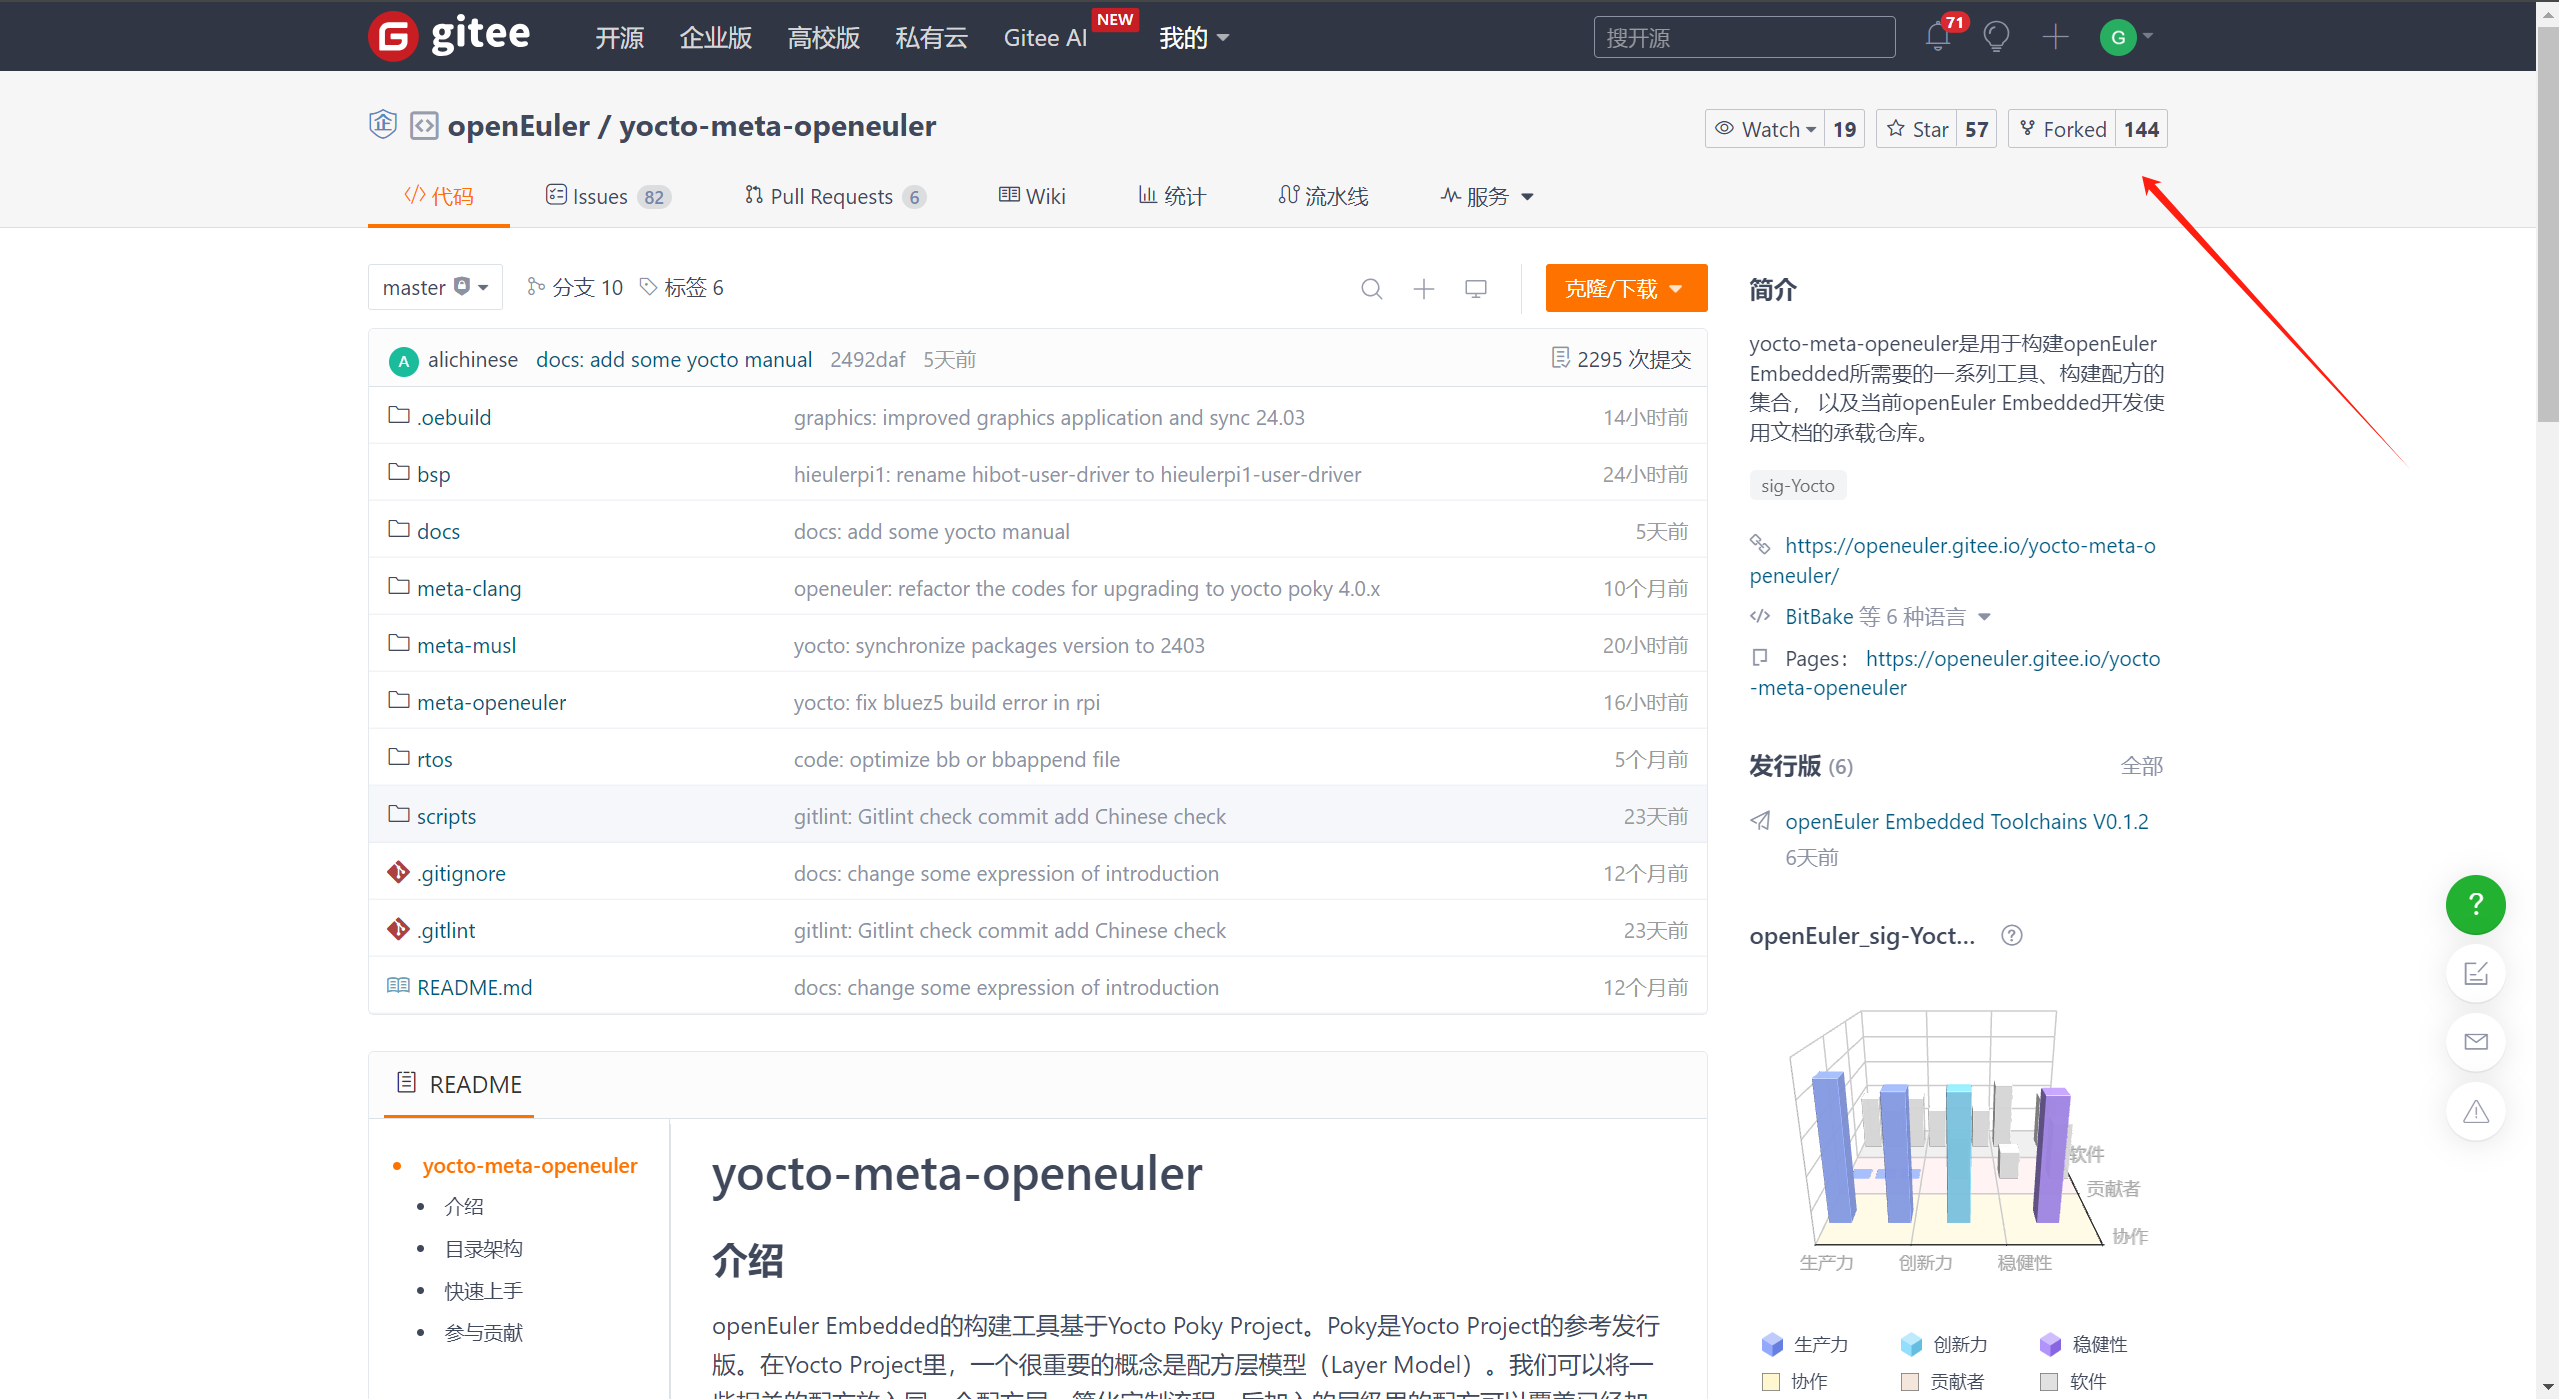 gitee 开源 企业版 高校版 私有云 Gitee AI NEW 我的 搜开源 71 G
openEuler / yocto-meta-openeuler Watch 19 Star 57 Forked 144
代码 Issues 82 Pull Requests 6 Wiki 统计 流水线 服务
master 分支 10 标签 6 克隆/下载
A alichinese docs: add some yocto manual 2492daf 5天前 2295 次提交
.oebuild graphics: improved graphics application and sync 24.03 14小时前
bsp hieulerpi1: rename hibot-user-driver to hieulerpi1-user-driver 24小时前
docs docs: add some yocto manual 5天前
meta-clang openeuler: refactor the codes for upgrading to yocto poky 4.0.x 10个月前
meta-musl yocto: synchronize packages version to 2403 20小时前
meta-openeuler yocto: fix bluez5 build error in rpi 16小时前
rtos code: optimize bb or bbappend file 5个月前
scripts gitlint: Gitlint check commit add Chinese check 23天前
.gitignore docs: change some expression of introduction 12个月前
.gitlint gitlint: Gitlint check commit add Chinese check 23天前
README.md docs: change some expression of introduction 12个月前
README
yocto-meta-openeuler
介绍
目录架构
快速上手
参与贡献
yocto-meta-openeuler
介绍
openEuler Embedded的构建工具基于Yocto Poky Project。Poky是Yocto Project的参考发行
版。在Yocto Project里，一个很重要的概念是配方层模型（Layer Model）。我们可以将一
简介
yocto-meta-openeuler是用于构建openEuler
Embedded所需要的一系列工具、构建配方的
集合， 以及当前openEuler Embedded开发使
用文档的承载仓库。
sig-Yocto
https://openeuler.gitee.io/yocto-meta-o
peneuler/
BitBake 等 6 种语言
Pages： https://openeuler.gitee.io/yocto
-meta-openeuler
发行版 (6) 全部
openEuler Embedded Toolchains V0.1.2
6天前
openEuler_sig-Yoct... ?
软件
贡献者
协作
生产力 创新力 稳健性
生产力 创新力 稳健性
协作 贡献者 软件
?